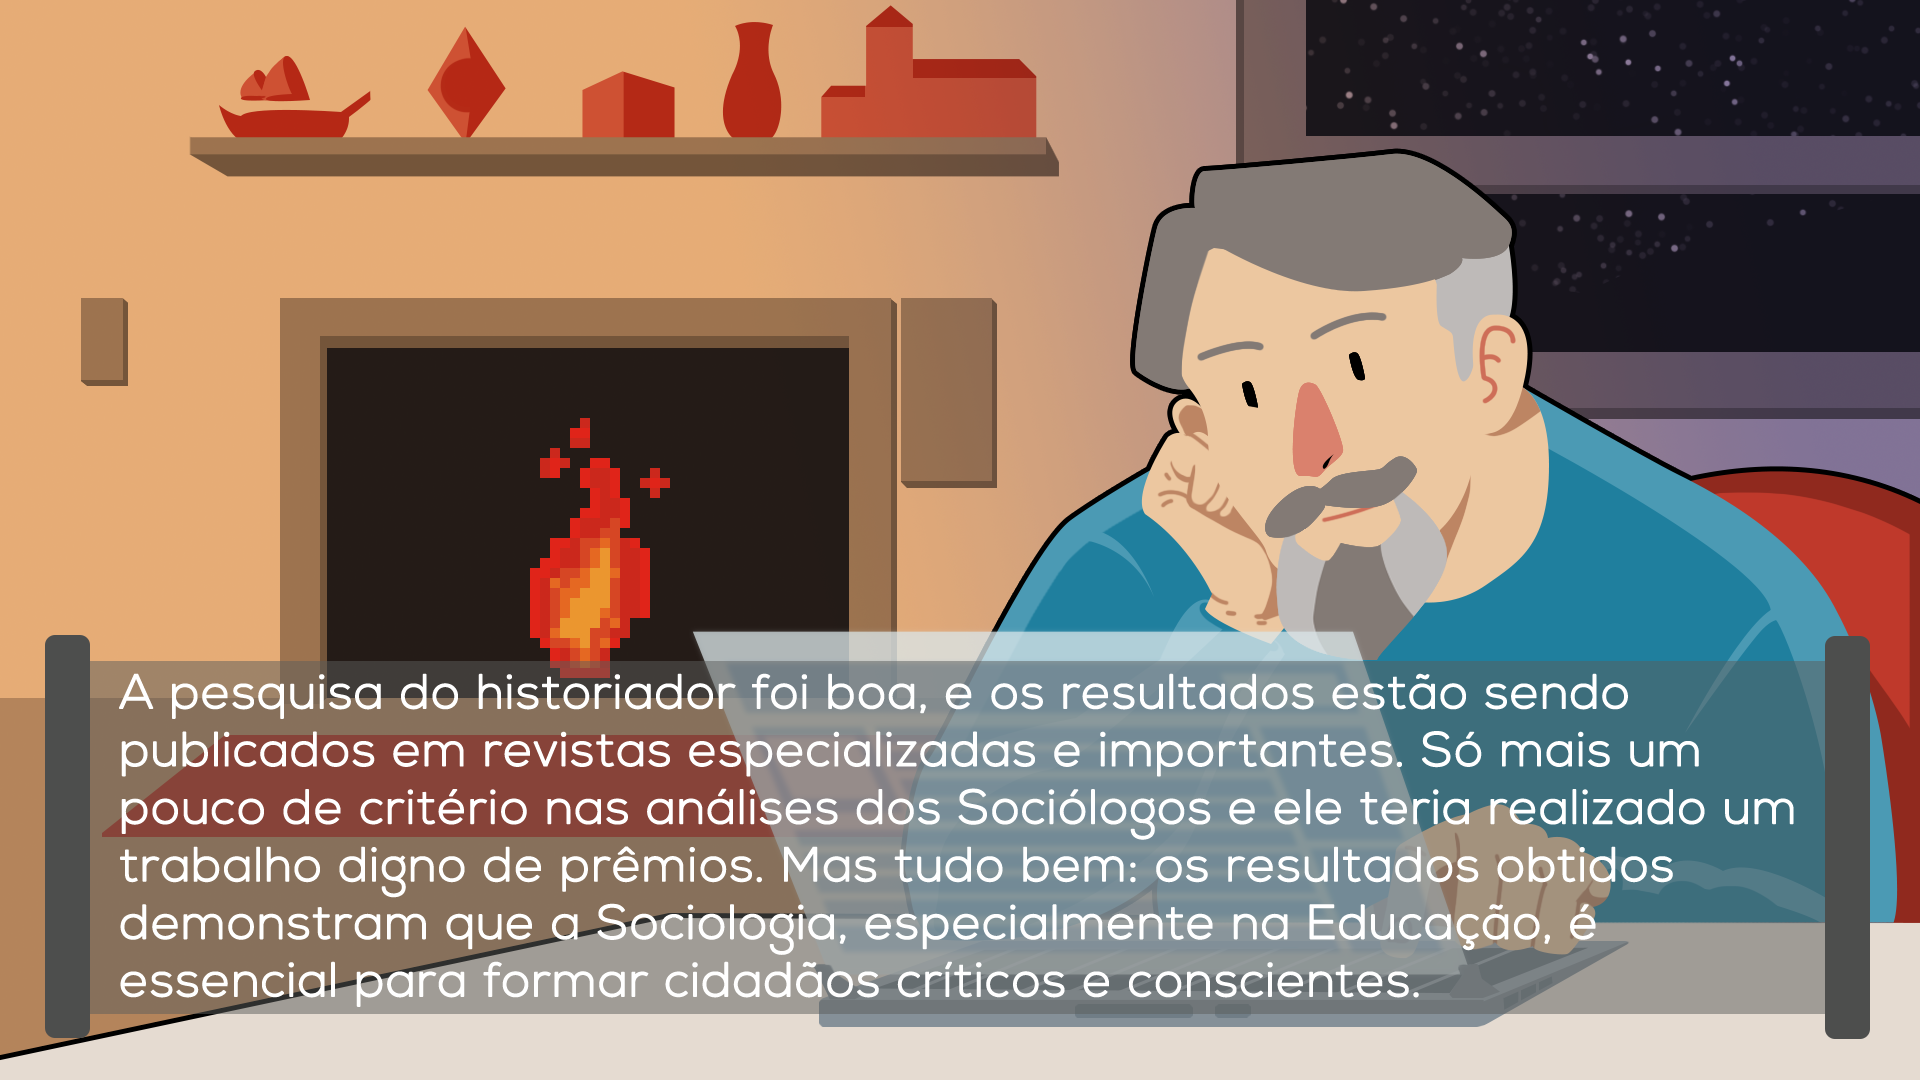 A pesquisa do historiador foi boa, e os resultados estão sendo
publicados em revistas especializadas e importantes. Só mais um
pouco de critério nas análises dos Sociólogos e ele teria realizado um
trabalho digno de prêmios. Mas tudo bem: os resultados obtidos
demonstram que a Sociologia, especialmente na Educação, é
essencial para formar cidadãos críticos e conscientes.